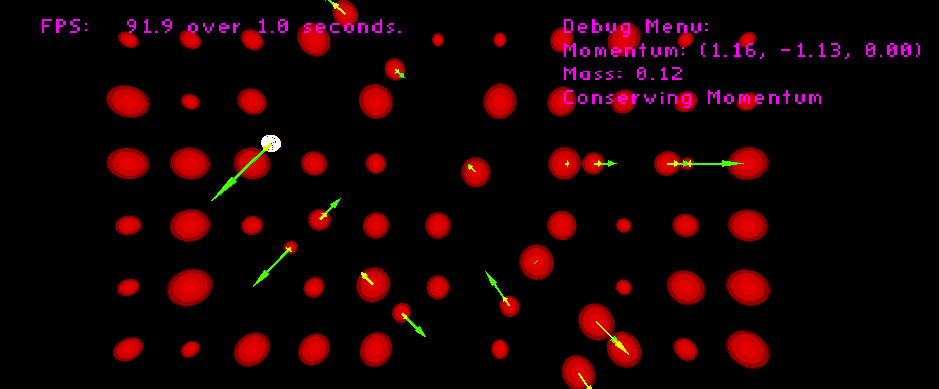 FPS:   91.9 over 1.0 seconds.
Debug Menu:
Momentum: (1.16, -1.13, 0.00)
Mass: 0.12
Conserving Momentum